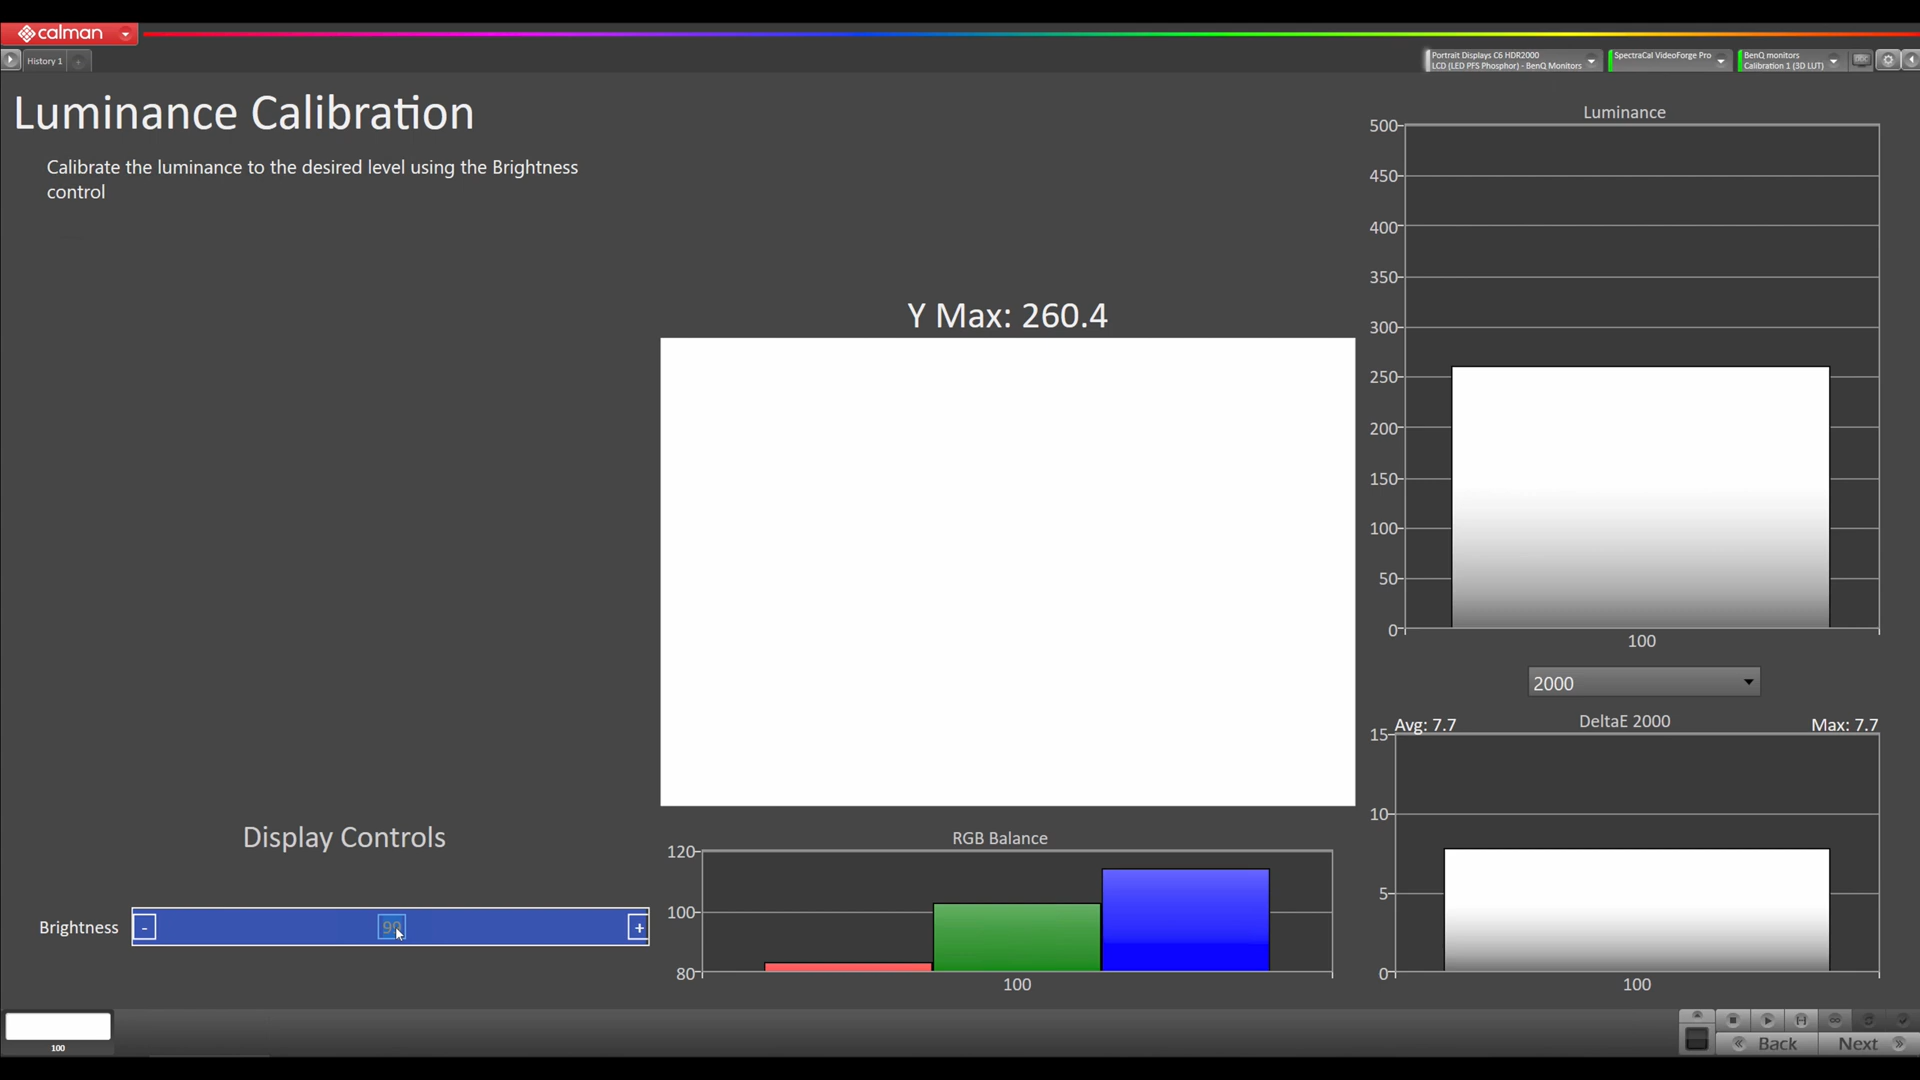 calman
History 1
Portrait Displays C6 HDR2000
LCD (LED PFS Phosphor) - BenQ Monitors
SpectraCal VideoForge Pro
BenQ monitors
Calibration 1 (3D LUT)
Luminance Calibration
Calibrate the luminance to the desired level using the Brightness
control
Y Max: 260.4
Luminance
500
450
400
350
300
250
200
150
100
50
0
100
2000
Avg: 7.7
DeltaE 2000
Max: 7.7
15
10
5
0
100
Display Controls
Brightness
-
+
RGB Balance
120
100
80
100
100
Back
Next